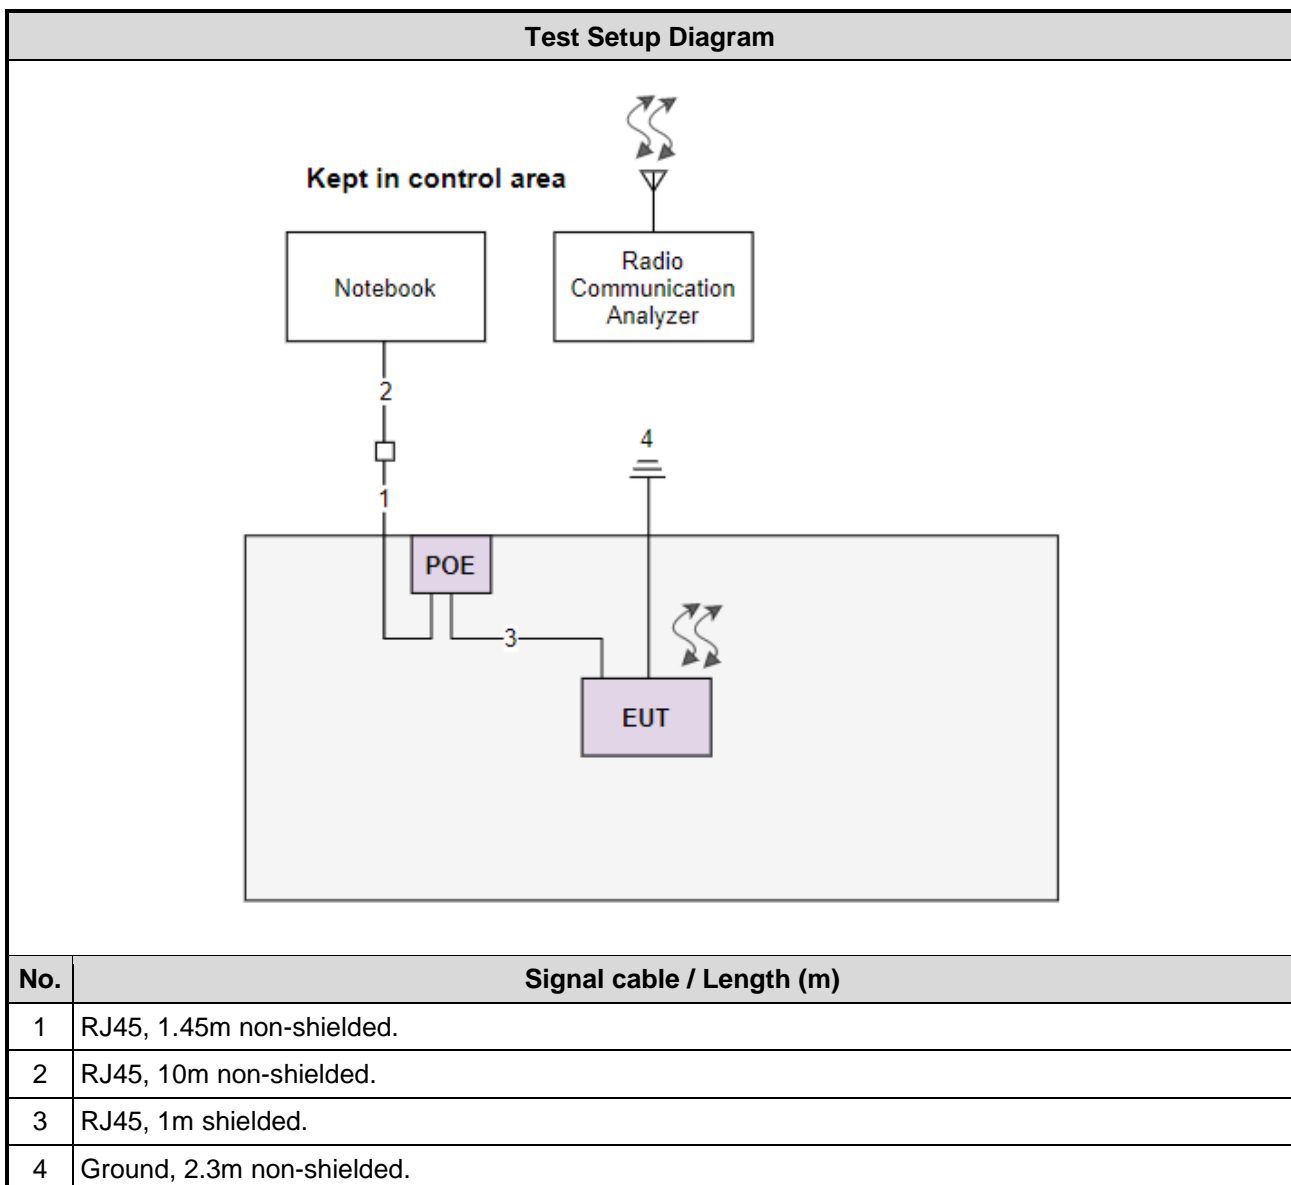 Test Setup Diagram
Kept in control area
Notebook
Radio
Communication
Analyzer
2
4
1
POE
3
EUT
No. Signal cable / Length (m)
1 RJ45, 1.45m non-shielded.
2 RJ45, 10m non-shielded.
3 RJ45, 1m shielded.
4 Ground, 2.3m non-shielded.